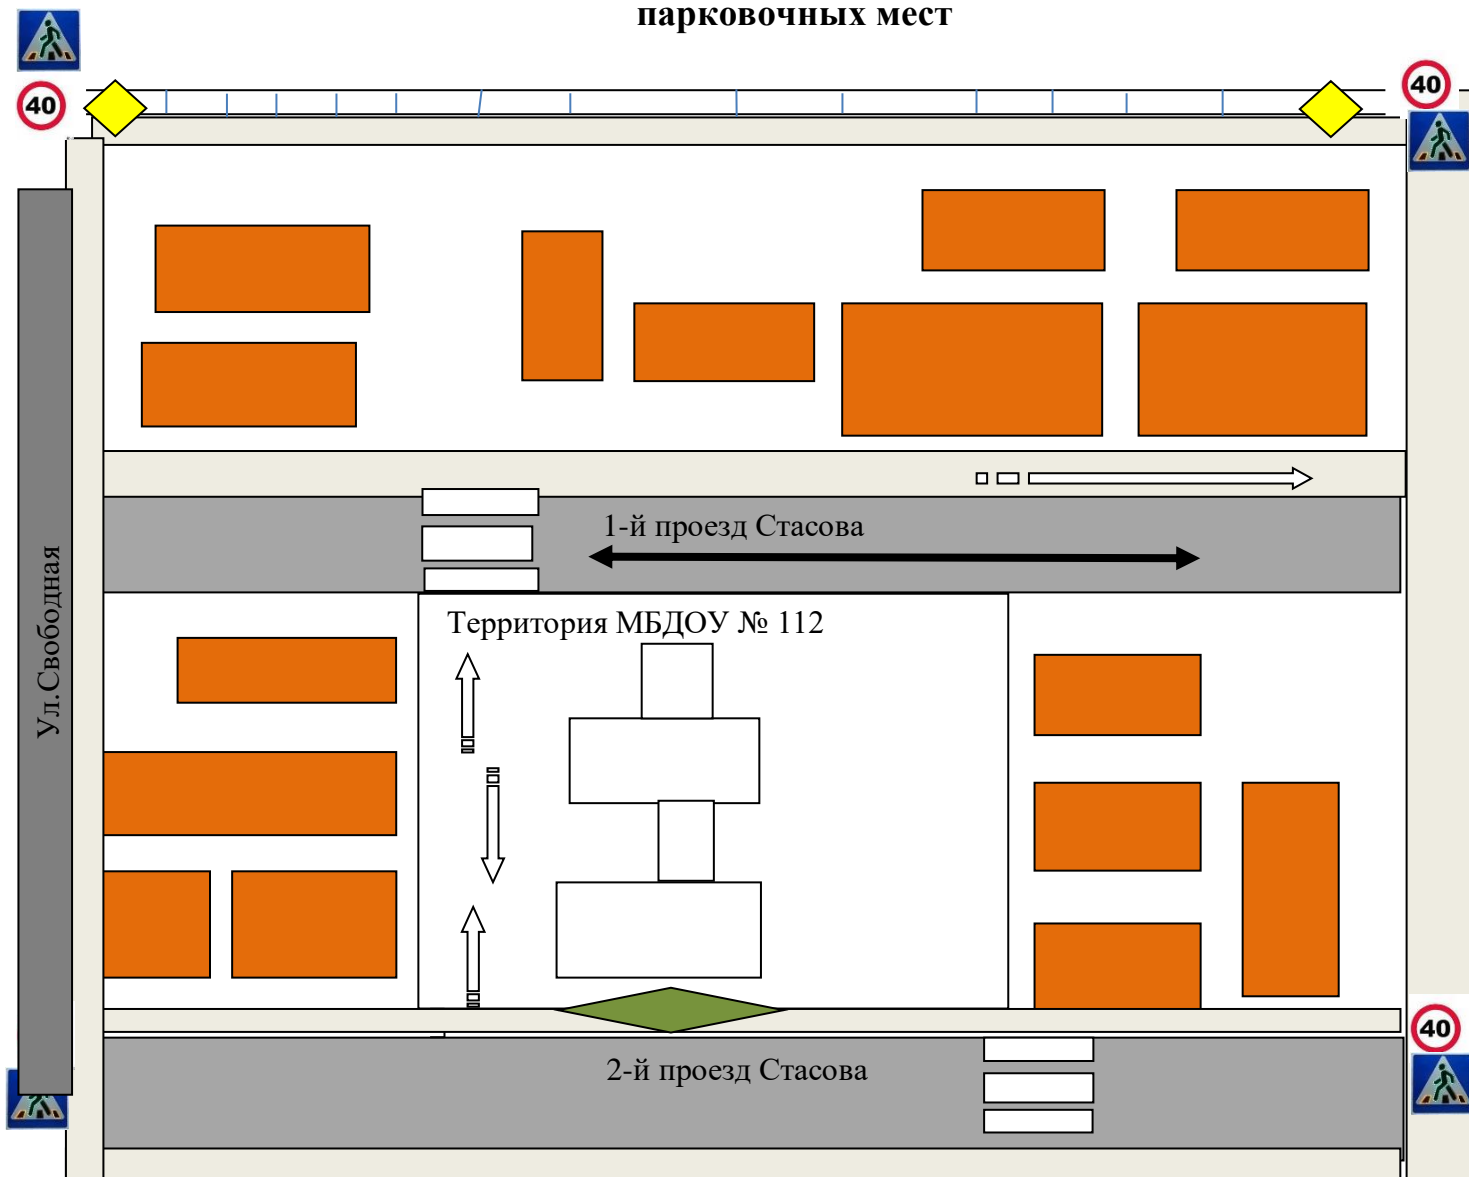 парковочных мест
40
40
1-й проезд Стасова
Территория МБДОУ № 112
Ул.Свободная
40
2-й проезд Стасова